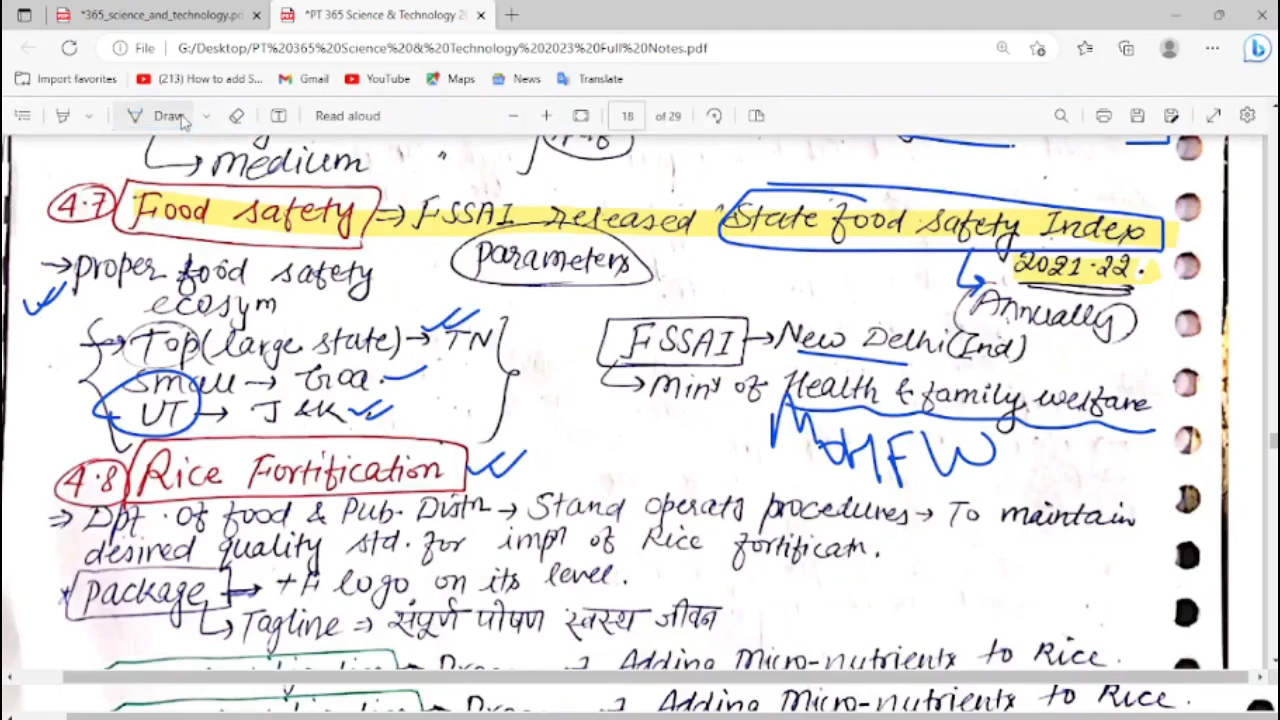 *365_science_and_technology.pd
*PT 365 Science & Technology 20
File G:/Desktop/PT%20365%20Science%20&%20Technology%202023%20Full%20Notes.pdf
Import favorites (213) How to add S... Gmail YouTube Maps News Translate
Draw Read aloud 18 of 29
medium
4.7 Food safety → FSSAI released "State food safety Index
2021-22.
Annually
parameters
→ proper food safety
ecosym
→ Top (large state) → TN
small → Goa.
UT → J & K
FSSAI → New Delhi (Ind)
→ Min' of Health & family welfare
MoHFW
4.8 Rice Fortification
⇒ Dpt. Of food & Pub. Distn → Stand operatg procedures → To maintain
desired quality std. for impn of Rice fortificatn.
* package → +F logo on its level.
→ Tagline ⇒ संपूर्ण पोषण स्वस्थ जीवन
Adding Micro-nutrients to Rice.
Adding Micro-nutrients to Rice.